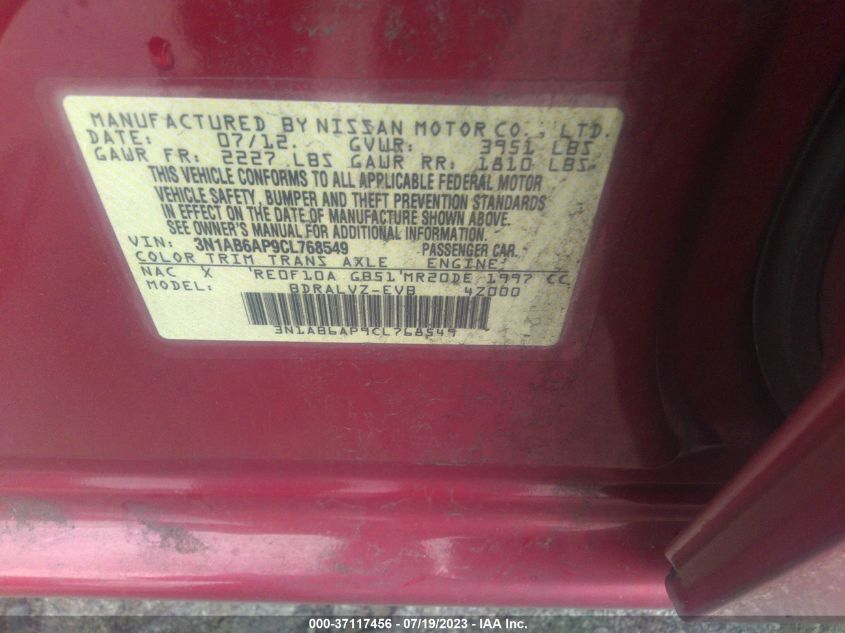 MANUFACTURED BY NISSAN MOTOR CO., LTD.
DATE: 07/12. GVWR: 3951 LBS
GAWR FR: 2227 LBS GAWR RR: 1810 LBS
THIS VEHICLE CONFORMS TO ALL APPLICABLE FEDERAL MOTOR
VEHICLE SAFETY, BUMPER AND THEFT PREVENTION STANDARDS
IN EFFECT ON THE DATE OF MANUFACTURE SHOWN ABOVE.
SEE OWNER'S MANUAL FOR ADDITIONAL INFORMATION
VIN: 3N1AB6AP9CL768549 PASSENGER CAR.
COLOR TRIM TRANS AXLE ENGINE:
NAC X RE0F10A GB51 MR20DE 1997 CC
MODEL: BDRALVZ-EVB 4Z000
3N1AB6AP9CL768549
000-37117456 - 07/19/2023 - IAA Inc.